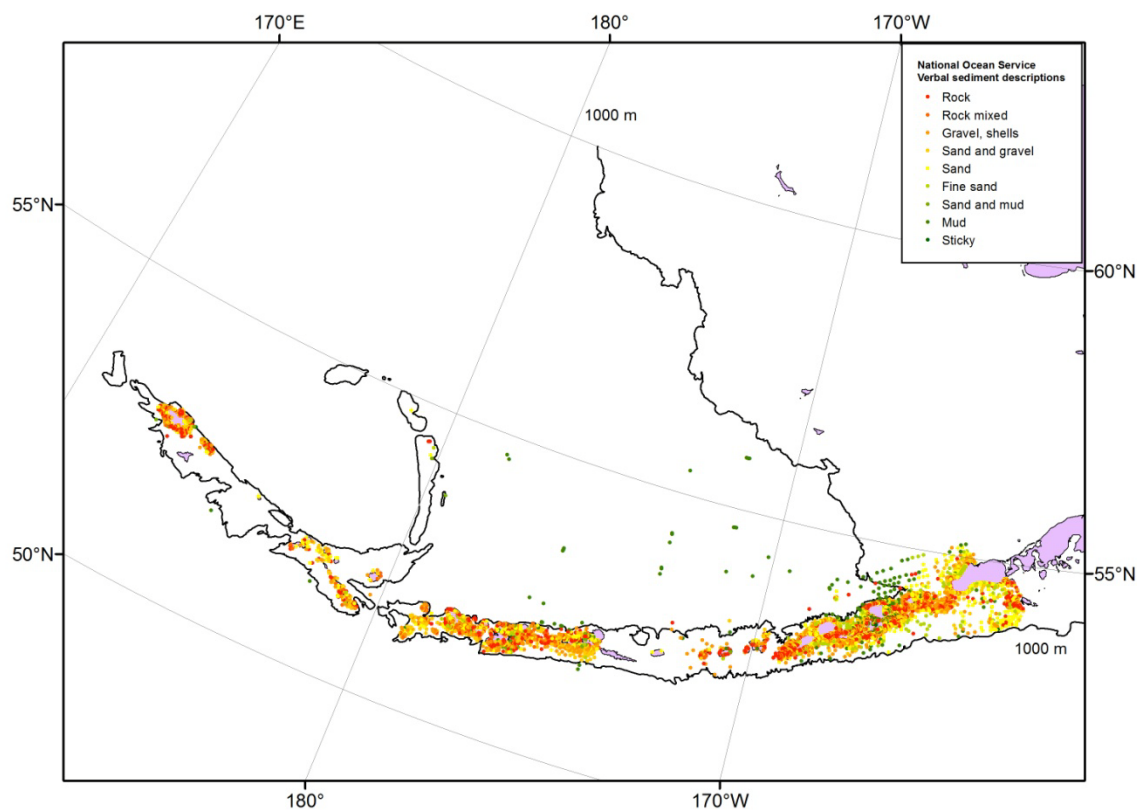 170°E
180°
170°W
National Ocean Service
Verbal sediment descriptions
Rock
Rock mixed
Gravel, shells
Sand and gravel
Sand
Fine sand
Sand and mud
Mud
Sticky
1000 m
55°N
60°N
50°N
55°N
1000 m
180°
170°W